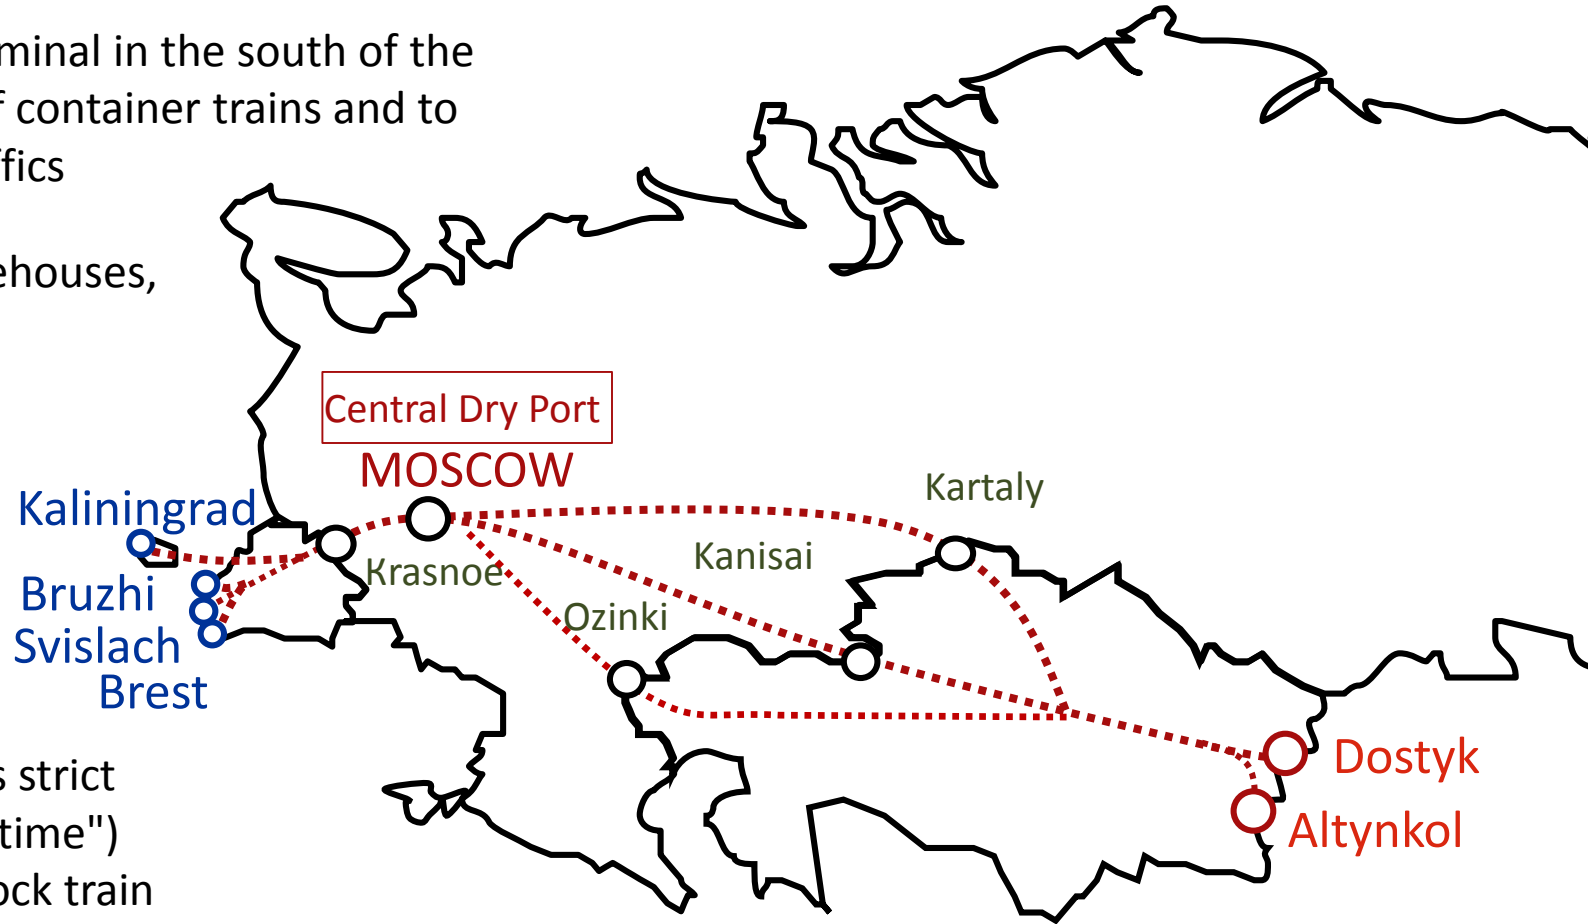 minal in the south of the
f container trains and to
ffics
ehouses,
Central Dry Port
MOSCOW
Kartaly
Kaliningrad
Kanisai
Krasnoe
Bruzhi
Ozinki
Svislach
Brest
Dostyk
s strict
Altynkol
time")
ock train